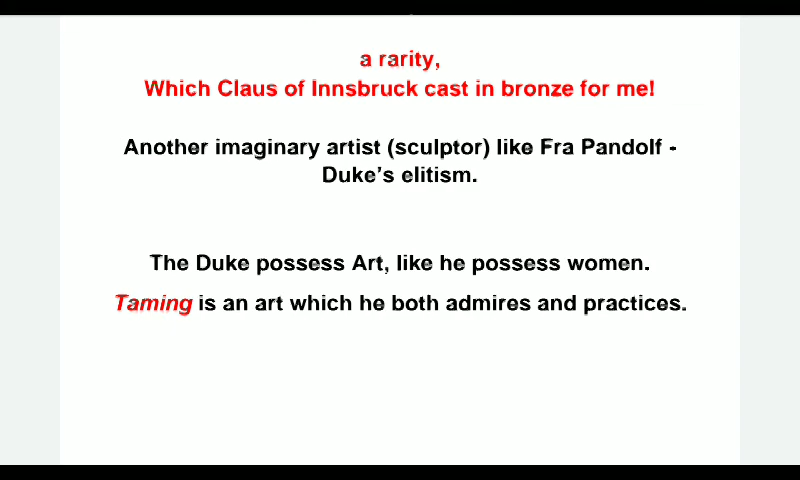 a rarity,
Which Claus of Innsbruck cast in bronze for me!
Another imaginary artist (sculptor) like Fra Pandolf -
Duke's elitism.
The Duke possess Art, like he possess women.
Taming is an art which he both admires and practices.